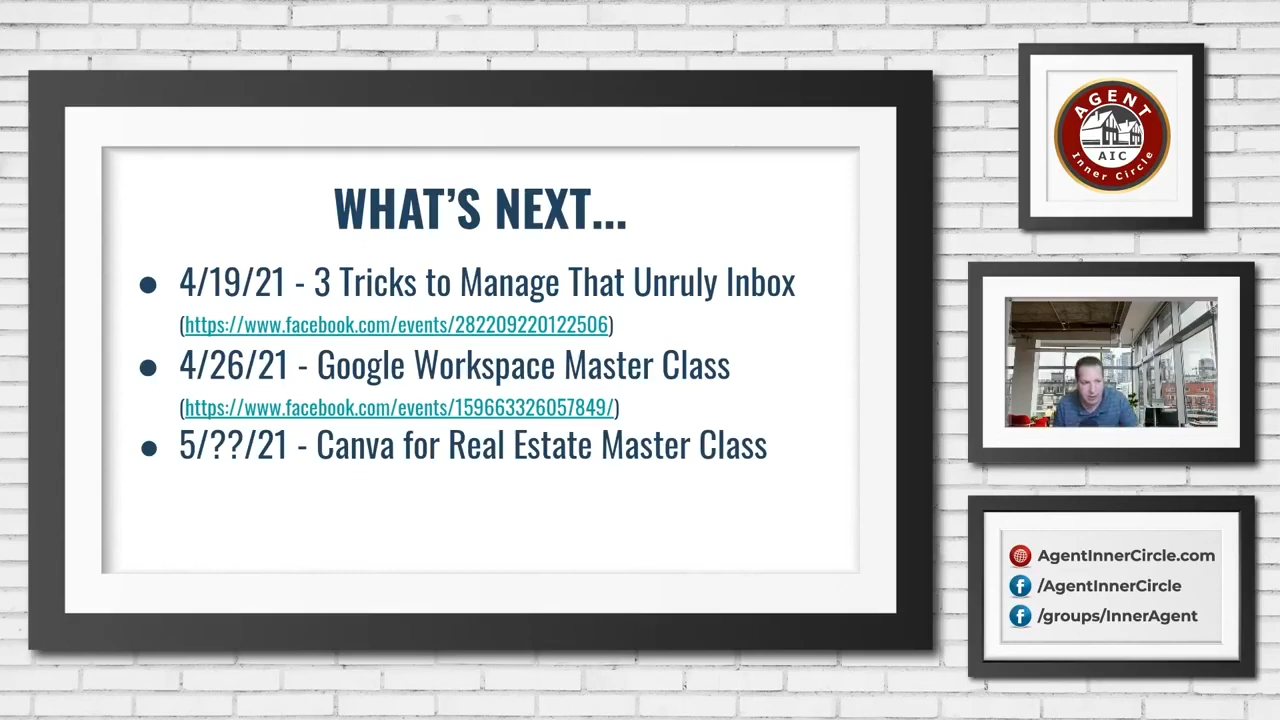 WHAT'S NEXT...
● 4/19/21 - 3 Tricks to Manage That Unruly Inbox
(https://www.facebook.com/events/282209220122506)
● 4/26/21 - Google Workspace Master Class
(https://www.facebook.com/events/159663326057849/)
● 5/??/21 - Canva for Real Estate Master Class
AGENT
AIC
Inner Circle
AgentInnerCircle.com
/AgentInnerCircle
/groups/InnerAgent